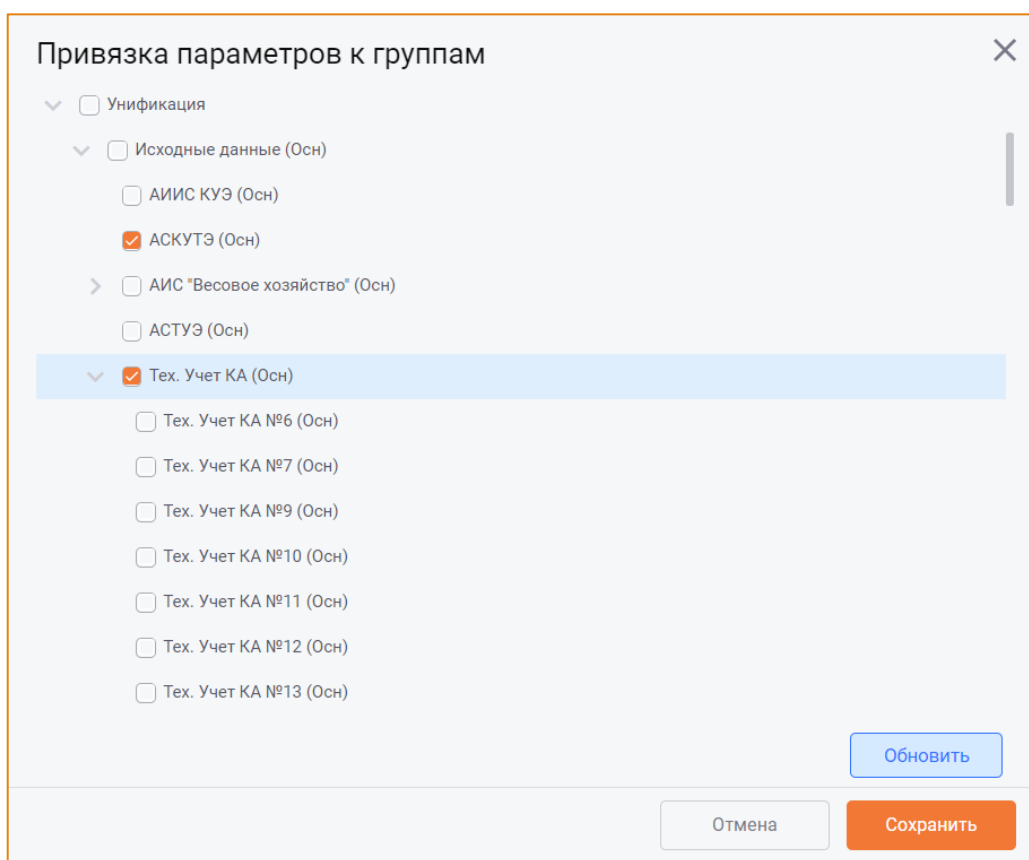 Привязка параметров к группам
Унификация
Исходные данные (Осн)
АИИС КУЭ (Осн)
АСКУТЭ (Осн)
АИС "Весовое хозяйство" (Осн)
АСТУЭ (Осн)
Тех. Учет КА (Осн)
Тех. Учет КА №6 (Осн)
Тех. Учет КА №7 (Осн)
Тех. Учет КА №9 (Осн)
Тех. Учет КА №10 (Осн)
Тех. Учет КА №11 (Осн)
Тех. Учет КА №12 (Осн)
Тех. Учет КА №13 (Осн)
Обновить
Отмена
Сохранить